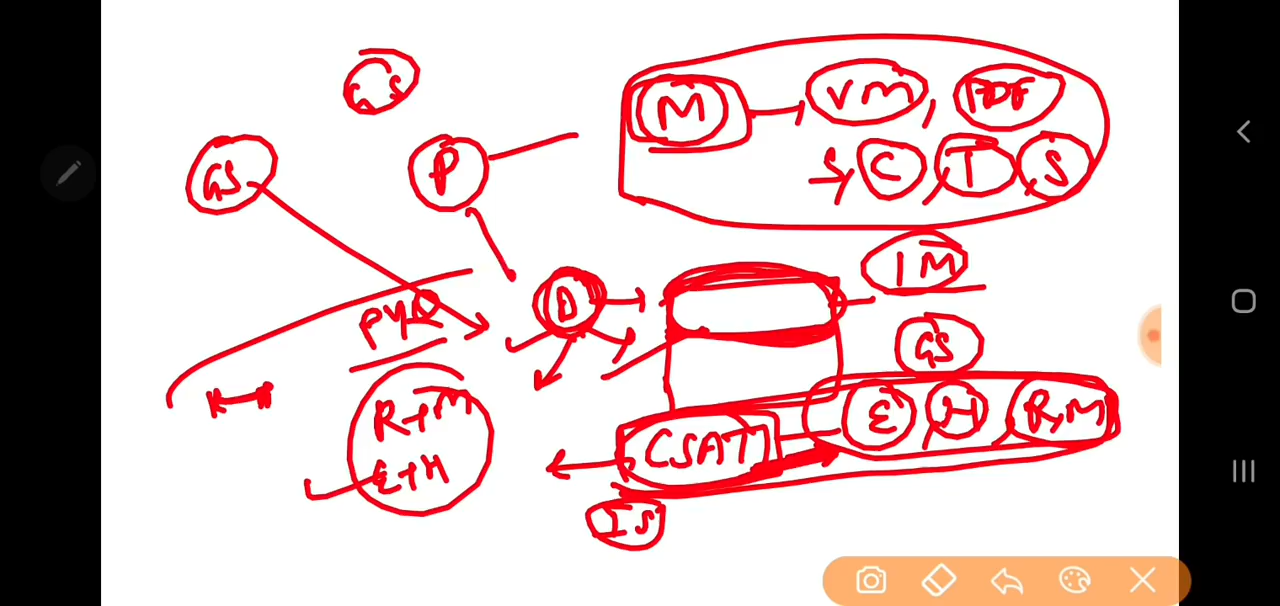 GS
M VM, PDF
GS P C, T, S
D IM
PYQ GS
R+M CSAT E, H, R,M
E+H
IS